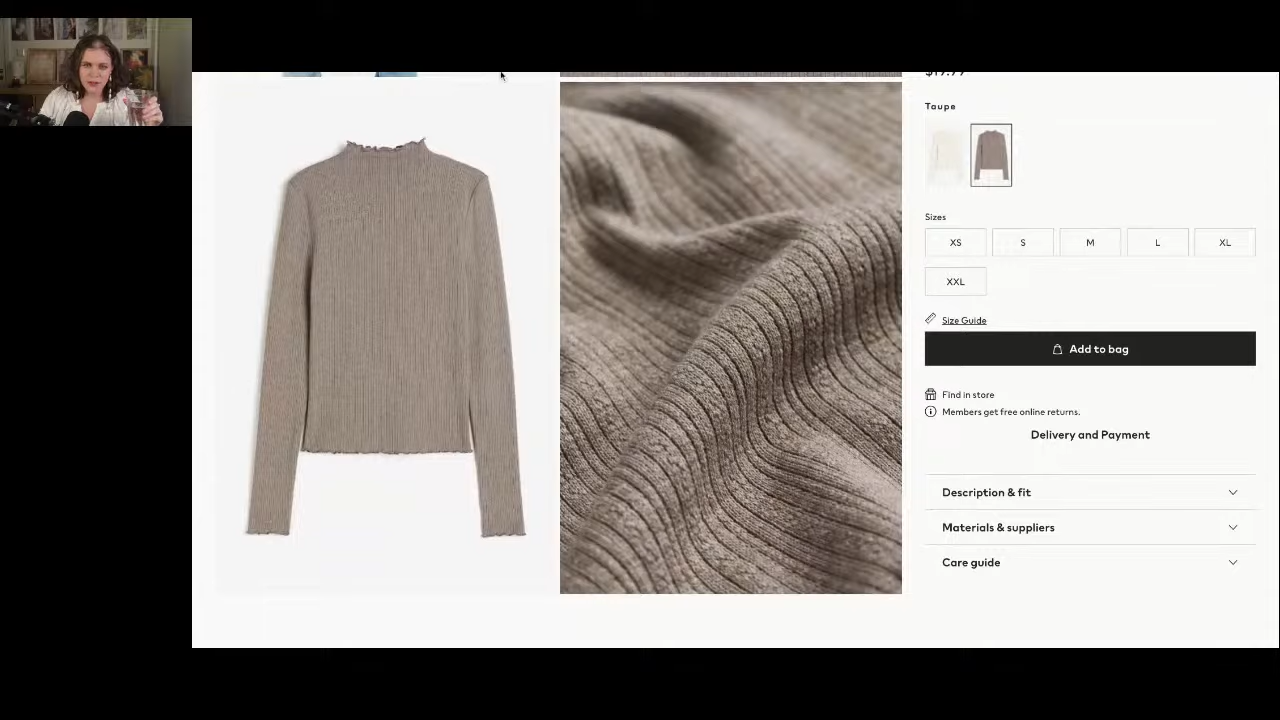 Taupe
Sizes
XS S M L XL
XXL
Size Guide
Add to bag
Find in store
Members get free online returns.
Delivery and Payment
Description & fit
Materials & suppliers
Care guide